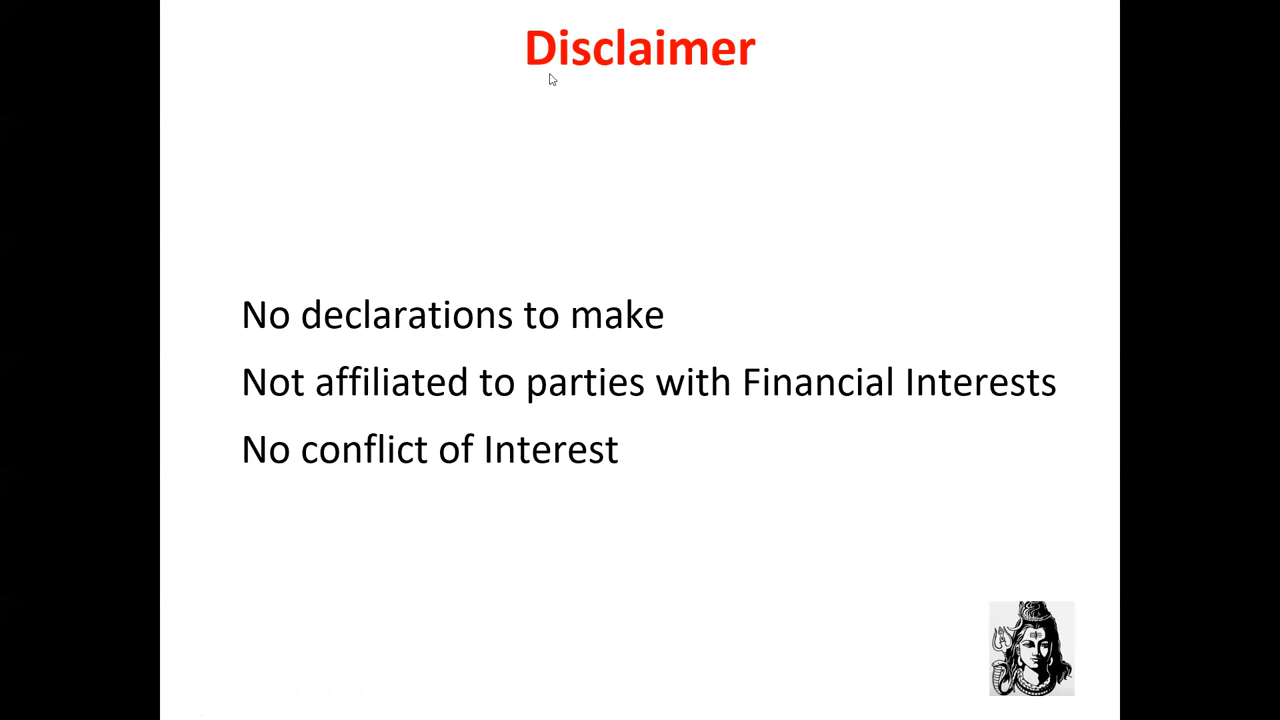 Disclaimer
No declarations to make
Not affiliated to parties with Financial Interests
No conflict of Interest